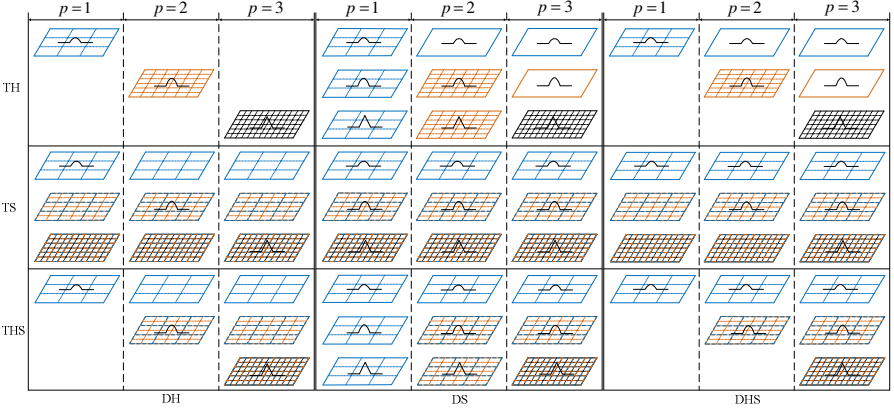 p = 1 p = 2 p = 3 p = 1 p = 2 p = 3 p = 1 p = 2 p = 3
TH
TS
THS
DH DS DHS